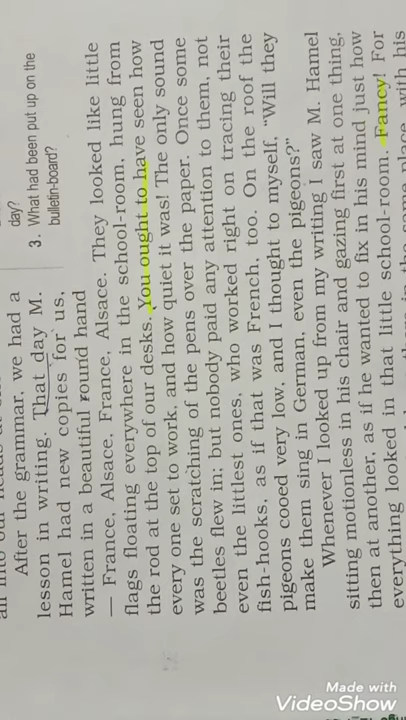 day?
3. What had been put up on the
bulletin-board?
After the grammar, we had a
lesson in writing. That day M.
Hamel had new copies for us,
written in a beautiful round hand
— France, Alsace, France, Alsace. They looked like little
flags floating everywhere in the school-room, hung from
the rod at the top of our desks. You ought to have seen how
every one set to work, and how quiet it was! The only sound
was the scratching of the pens over the paper. Once some
beetles flew in; but nobody paid any attention to them, not
even the littlest ones, who worked right on tracing their
fish-hooks, as if that was French, too. On the roof the
pigeons cooed very low, and I thought to myself, “Will they
make them sing in German, even the pigeons?”
Whenever I looked up from my writing I saw M. Hamel
sitting motionless in his chair and gazing first at one thing,
then at another, as if he wanted to fix in his mind just how
everything looked in that little school-room. Fancy! For
in the same place, with his
Made with
VideoShow